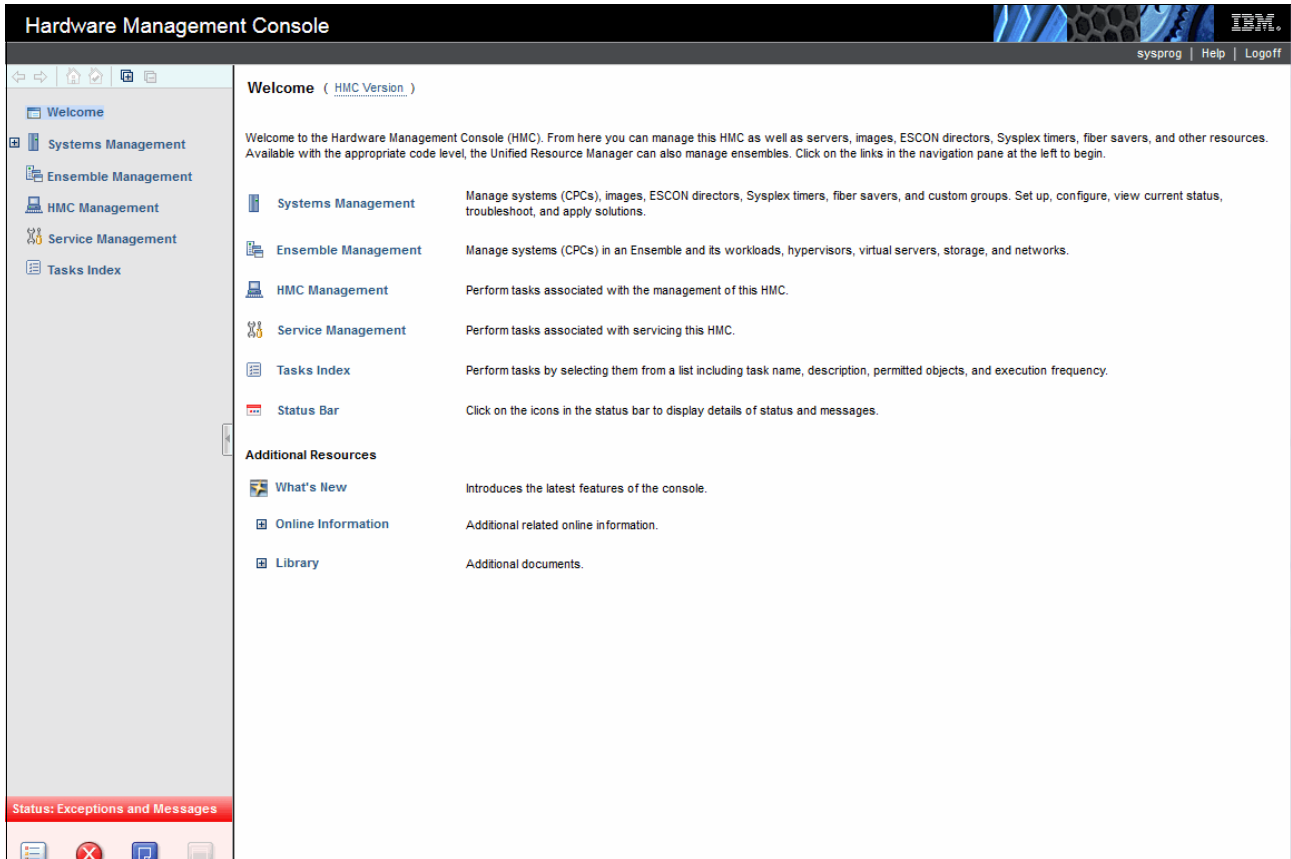 Hardware Management Console
IBM.
sysprog | Help | Logoff
Welcome
Systems Management
Ensemble Management
HMC Management
Service Management
Tasks Index
Status: Exceptions and Messages
Welcome ( HMC Version )
Welcome to the Hardware Management Console (HMC). From here you can manage this HMC as well as servers, images, ESCON directors, Sysplex timers, fiber savers, and other resources.
Available with the appropriate code level, the Unified Resource Manager can also manage ensembles. Click on the links in the navigation pane at the left to begin.
Systems Management Manage systems (CPCs), images, ESCON directors, Sysplex timers, fiber savers, and custom groups. Set up, configure, view current status,
troubleshoot, and apply solutions.
Ensemble Management Manage systems (CPCs) in an Ensemble and its workloads, hypervisors, virtual servers, storage, and networks.
HMC Management Perform tasks associated with the management of this HMC.
Service Management Perform tasks associated with servicing this HMC.
Tasks Index Perform tasks by selecting them from a list including task name, description, permitted objects, and execution frequency.
Status Bar Click on the icons in the status bar to display details of status and messages.
Additional Resources
What's New Introduces the latest features of the console.
Online Information Additional related online information.
Library Additional documents.